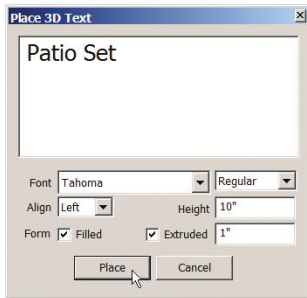 Place 3D Text
Patio Set
Font Tahoma Regular
Align Left Height 10"
Form Filled Extruded 1"
Place Cancel